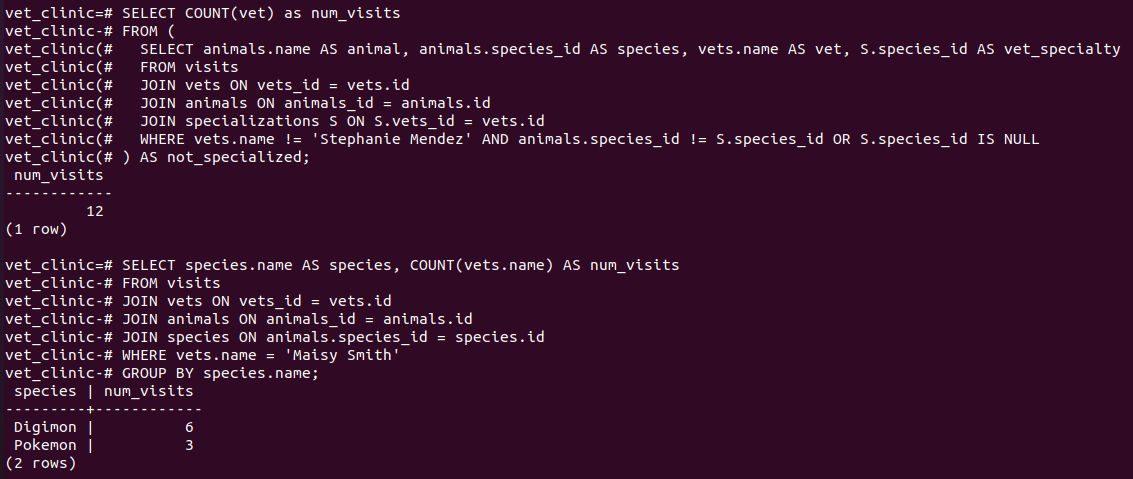 vet_clinic=# SELECT COUNT(vet) as num_visits
vet_clinic-# FROM (
vet_clinic(#   SELECT animals.name AS animal, animals.species_id AS species, vets.name AS vet, S.species_id AS vet_specialty
vet_clinic(#   FROM visits
vet_clinic(#   JOIN vets ON vets_id = vets.id
vet_clinic(#   JOIN animals ON animals_id = animals.id
vet_clinic(#   JOIN specializations S ON S.vets_id = vets.id
vet_clinic(#   WHERE vets.name != 'Stephanie Mendez' AND animals.species_id != S.species_id OR S.species_id IS NULL
vet_clinic(# ) AS not_specialized;
 num_visits
------------
         12
(1 row)

vet_clinic=# SELECT species.name AS species, COUNT(vets.name) AS num_visits
vet_clinic-# FROM visits
vet_clinic-# JOIN vets ON vets_id = vets.id
vet_clinic-# JOIN animals ON animals_id = animals.id
vet_clinic-# JOIN species ON animals.species_id = species.id
vet_clinic-# WHERE vets.name = 'Maisy Smith'
vet_clinic-# GROUP BY species.name;
 species | num_visits
---------+------------
 Digimon |          6
 Pokemon |          3
(2 rows)